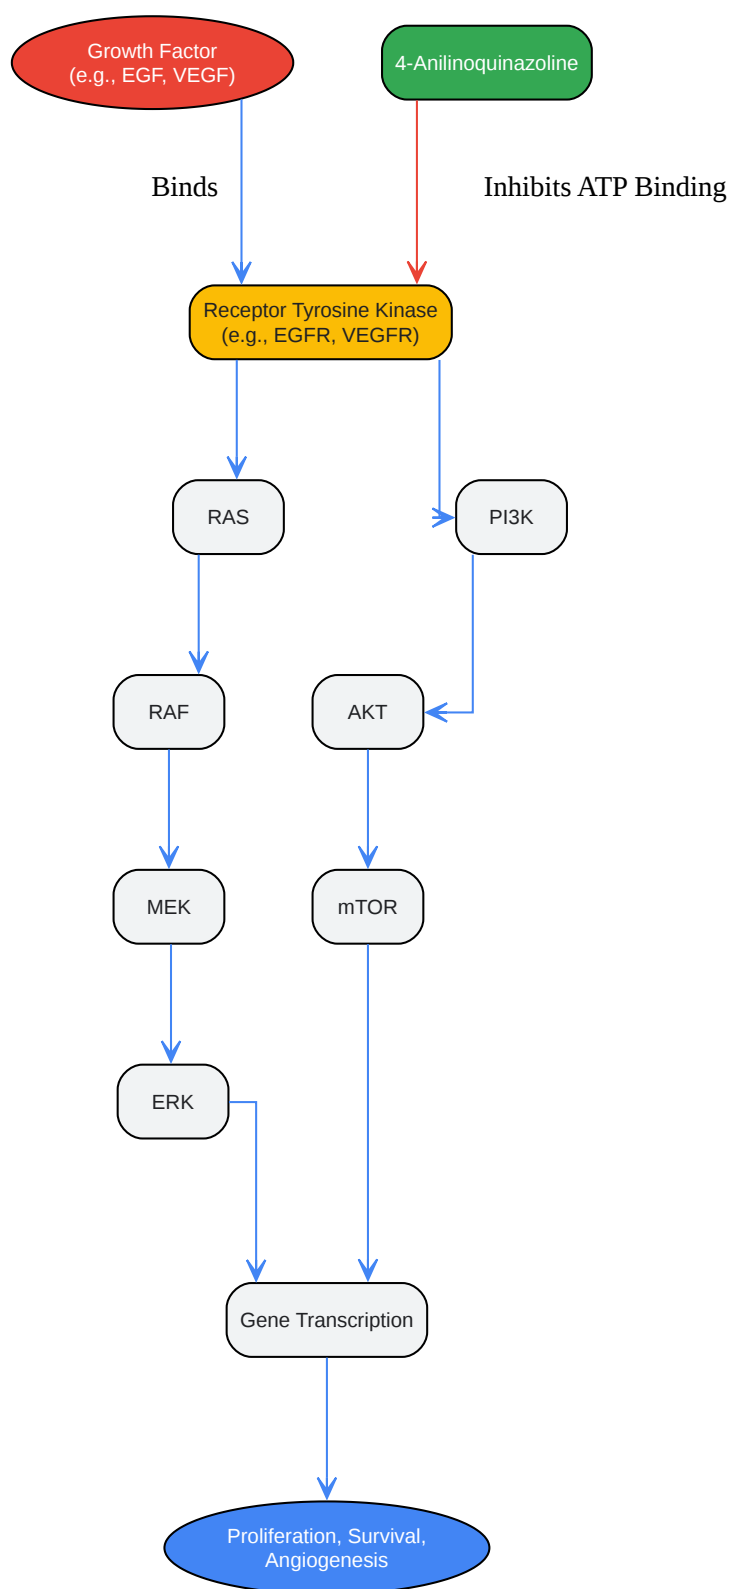 Growth Factor
(e.g., EGF, VEGF)
4-Anilinoquinazoline
Binds
Inhibits ATP Binding
Receptor Tyrosine Kinase
(e.g., EGFR, VEGFR)
RAS
PI3K
RAF
AKT
MEK
mTOR
ERK
Gene Transcription
Proliferation, Survival,
Angiogenesis